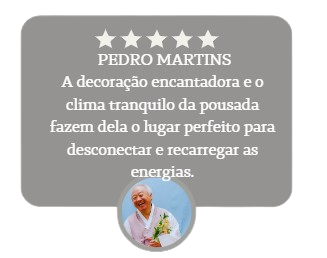 PEDRO MARTINS
A decoração encantadora e o
clima tranquilo da pousada
fazem dela o lugar perfeito para
desconectar e recarregar as
energias.